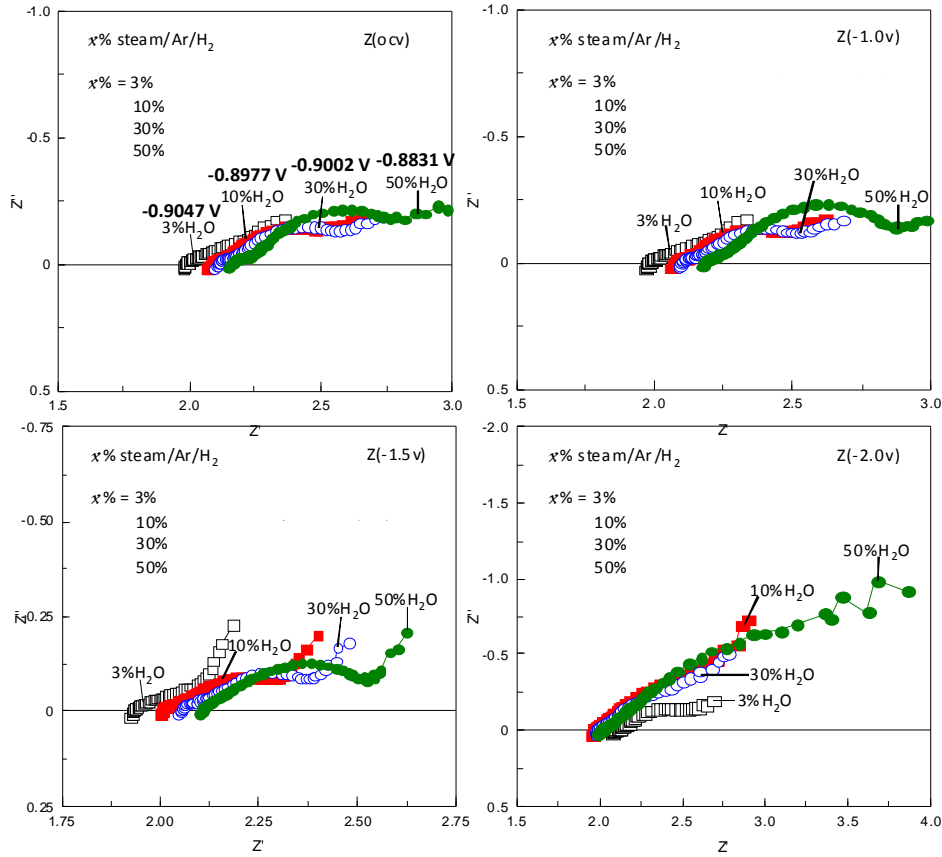 -1.0
x% steam/Ar/H2
Z(ocv)
x% = 3%
10%
30%
50%
-0.5
-0.9047 V
3%H2O
-0.8977 V
10%H2O
-0.9002 V
30%H2O
-0.8831 V
50%H2O
Z''
0
0.5
1.5 2.0 2.5 3.0
Z'
-1.0
x% steam/Ar/H2
Z(-1.0v)
x% = 3%
10%
30%
50%
-0.5
3%H2O
10%H2O
30%H2O
50%H2O
Z''
0
0.5
1.5 2.0 2.5 3.0
Z'
-0.75
x% steam/Ar/H2
Z(-1.5v)
x% = 3%
10%
30%
50%
-0.50
-0.25
3%H2O
10%H2O
30%H2O
50%H2O
Z''
0
0.25
1.75 2.00 2.25 2.50 2.75
Z'
-2.0
x% steam/Ar/H2
Z(-2.0v)
x% = 3%
10%
30%
50%
-1.5
50%H2O
-1.0
10%H2O
Z''
-0.5
30%H2O
3%H2O
0
0.5
1.5 2.0 2.5 3.0 3.5 4.0
Z'